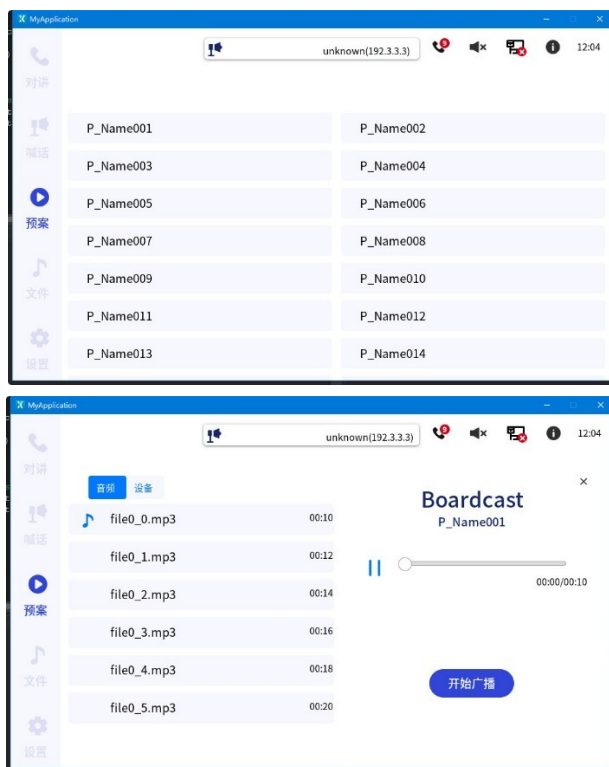 MyApplication
unknown(192.3.3.3) 9 12:04
对讲
P_Name001 P_Name002
喊话
P_Name003 P_Name004
P_Name005 P_Name006
预案
P_Name007 P_Name008
P_Name009 P_Name010
文件
P_Name011 P_Name012
P_Name013 P_Name014
设置
MyApplication
unknown(192.3.3.3) 9 12:04
对讲
音频 设备
Boardcast
file0_0.mp3 00:10
P_Name001
喊话
file0_1.mp3 00:12
00:00/00:10
file0_2.mp3 00:14
预案
file0_3.mp3 00:16
file0_4.mp3 00:18
文件
开始广播
file0_5.mp3 00:20
设置